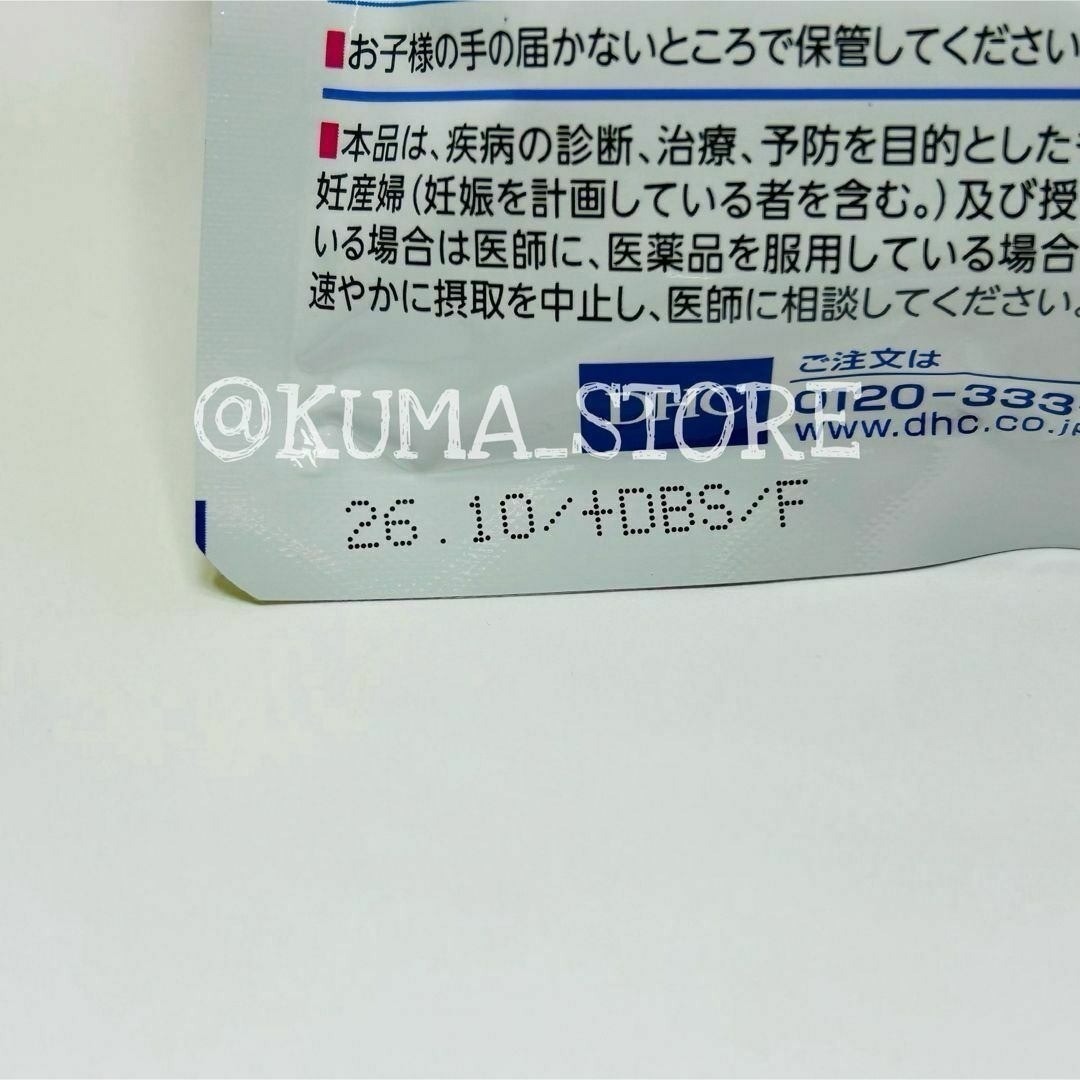 お子様の手の届かないところで保管してください
本品は、疾病の診断、治療、予防を目的とした
妊産婦(妊娠を計画している者を含む。)及び授
いる場合は医師に、医薬品を服用している場合
速やかに摂取を中止し、医師に相談してください。
ご注文は
DHC 0120-333
www.dhc.co.jp
@KUMA_STORE
26.10/+DBS/F